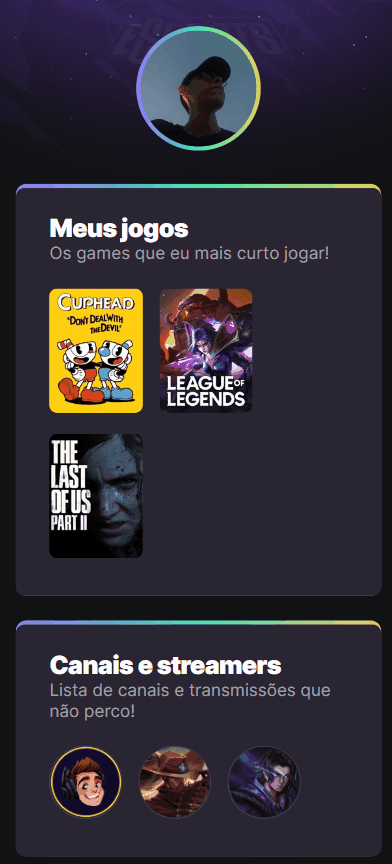 ESPORTS
Meus jogos
Os games que eu mais curto jogar!
CUPHEAD
"DON'T DEAL WITH
THE DEVIL"
LEAGUE OF
LEGENDS
THE
LAST
OF US
PART II
Canais e streamers
Lista de canais e transmissões que
não perco!